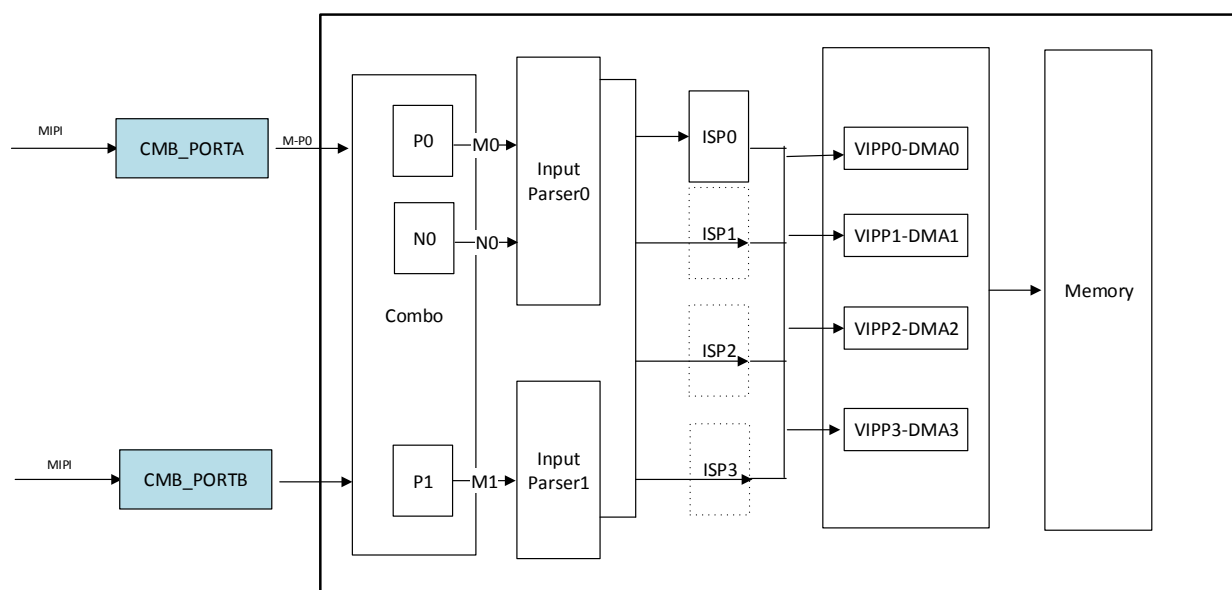 MIPI
CMB_PORTA
M-P0
P0
M0
N0
N0
Input
Parser0
Combo
ISP0
ISP1
ISP2
ISP3
VIPP0-DMA0
VIPP1-DMA1
VIPP2-DMA2
VIPP3-DMA3
Memory
MIPI
CMB_PORTB
P1
M1
Input
Parser1